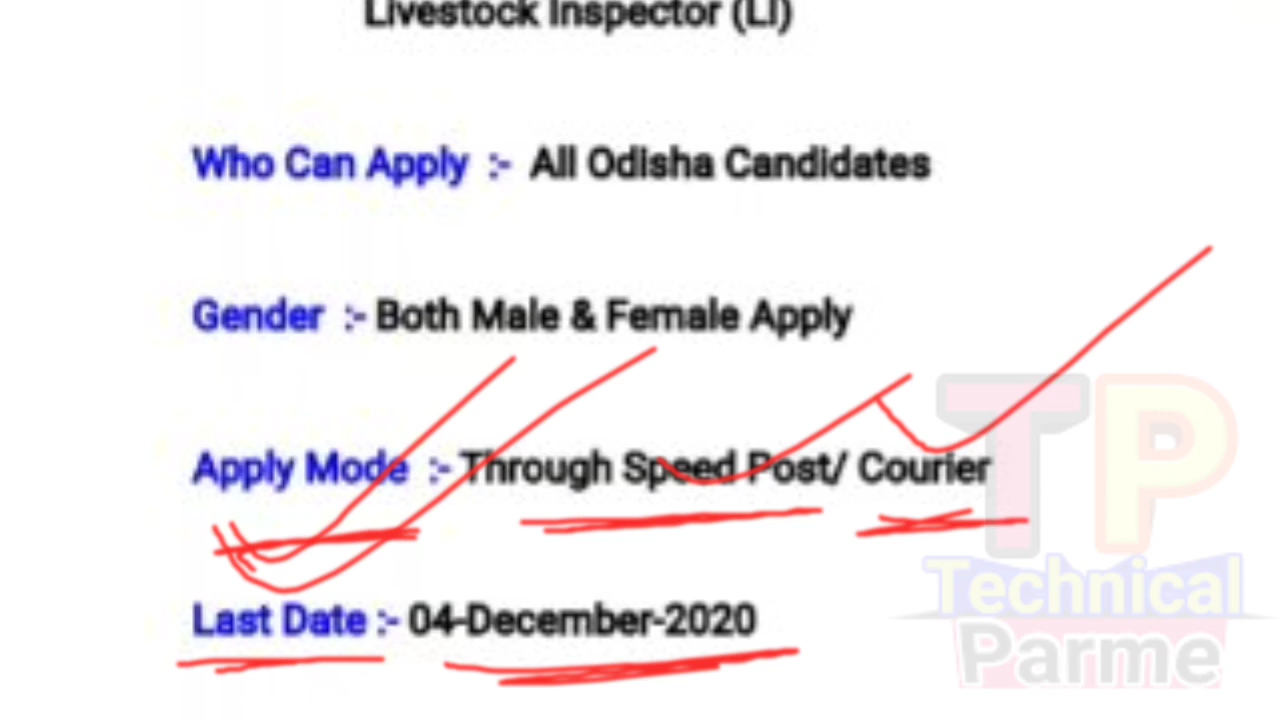 Livestock Inspector (LI)
Who Can Apply :- All Odisha Candidates
Gender :- Both Male & Female Apply
Apply Mode :- Through Speed Post/ Courier
Last Date :- 04-December-2020
TP
Technical
Parme